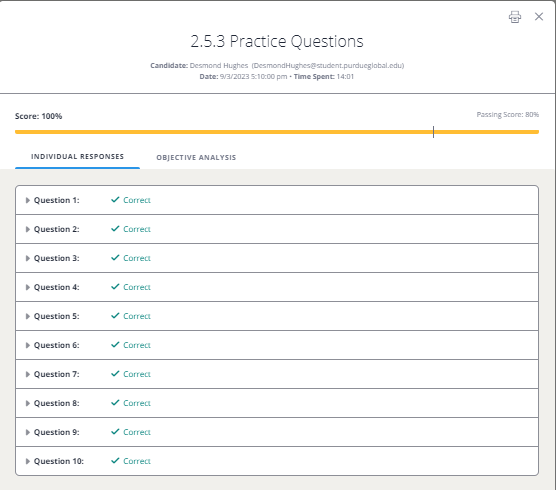 2.5.3 Practice Questions
Candidate: Desmond Hughes (DesmondHughes@student.purdueglobal.edu)
Date: 9/3/2023 5:10:00 pm • Time Spent: 14:01
Score: 100%
Passing Score: 80%
INDIVIDUAL RESPONSES
OBJECTIVE ANALYSIS
Question 1: Correct
Question 2: Correct
Question 3: Correct
Question 4: Correct
Question 5: Correct
Question 6: Correct
Question 7: Correct
Question 8: Correct
Question 9: Correct
Question 10: Correct